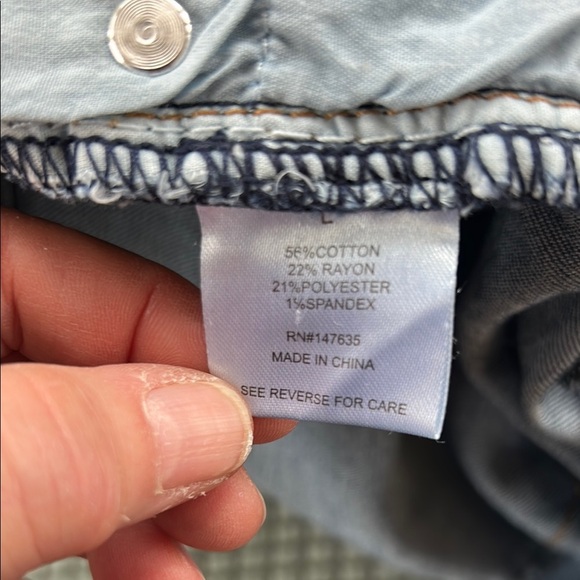 L
56%COTTON
22% RAYON
21%POLYESTER
1%SPANDEX
RN#147635
MADE IN CHINA
SEE REVERSE FOR CARE